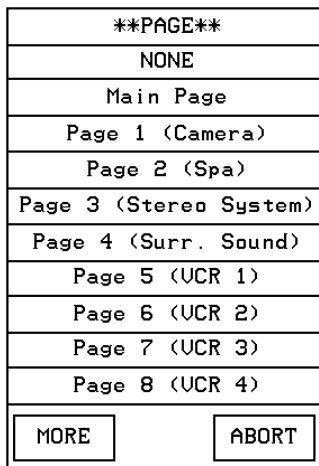 **PAGE**
NONE
Main Page
Page 1 (Camera)
Page 2 (Spa)
Page 3 (Stereo System)
Page 4 (Surr. Sound)
Page 5 (VCR 1)
Page 6 (VCR 2)
Page 7 (VCR 3)
Page 8 (VCR 4)
MORE ABORT